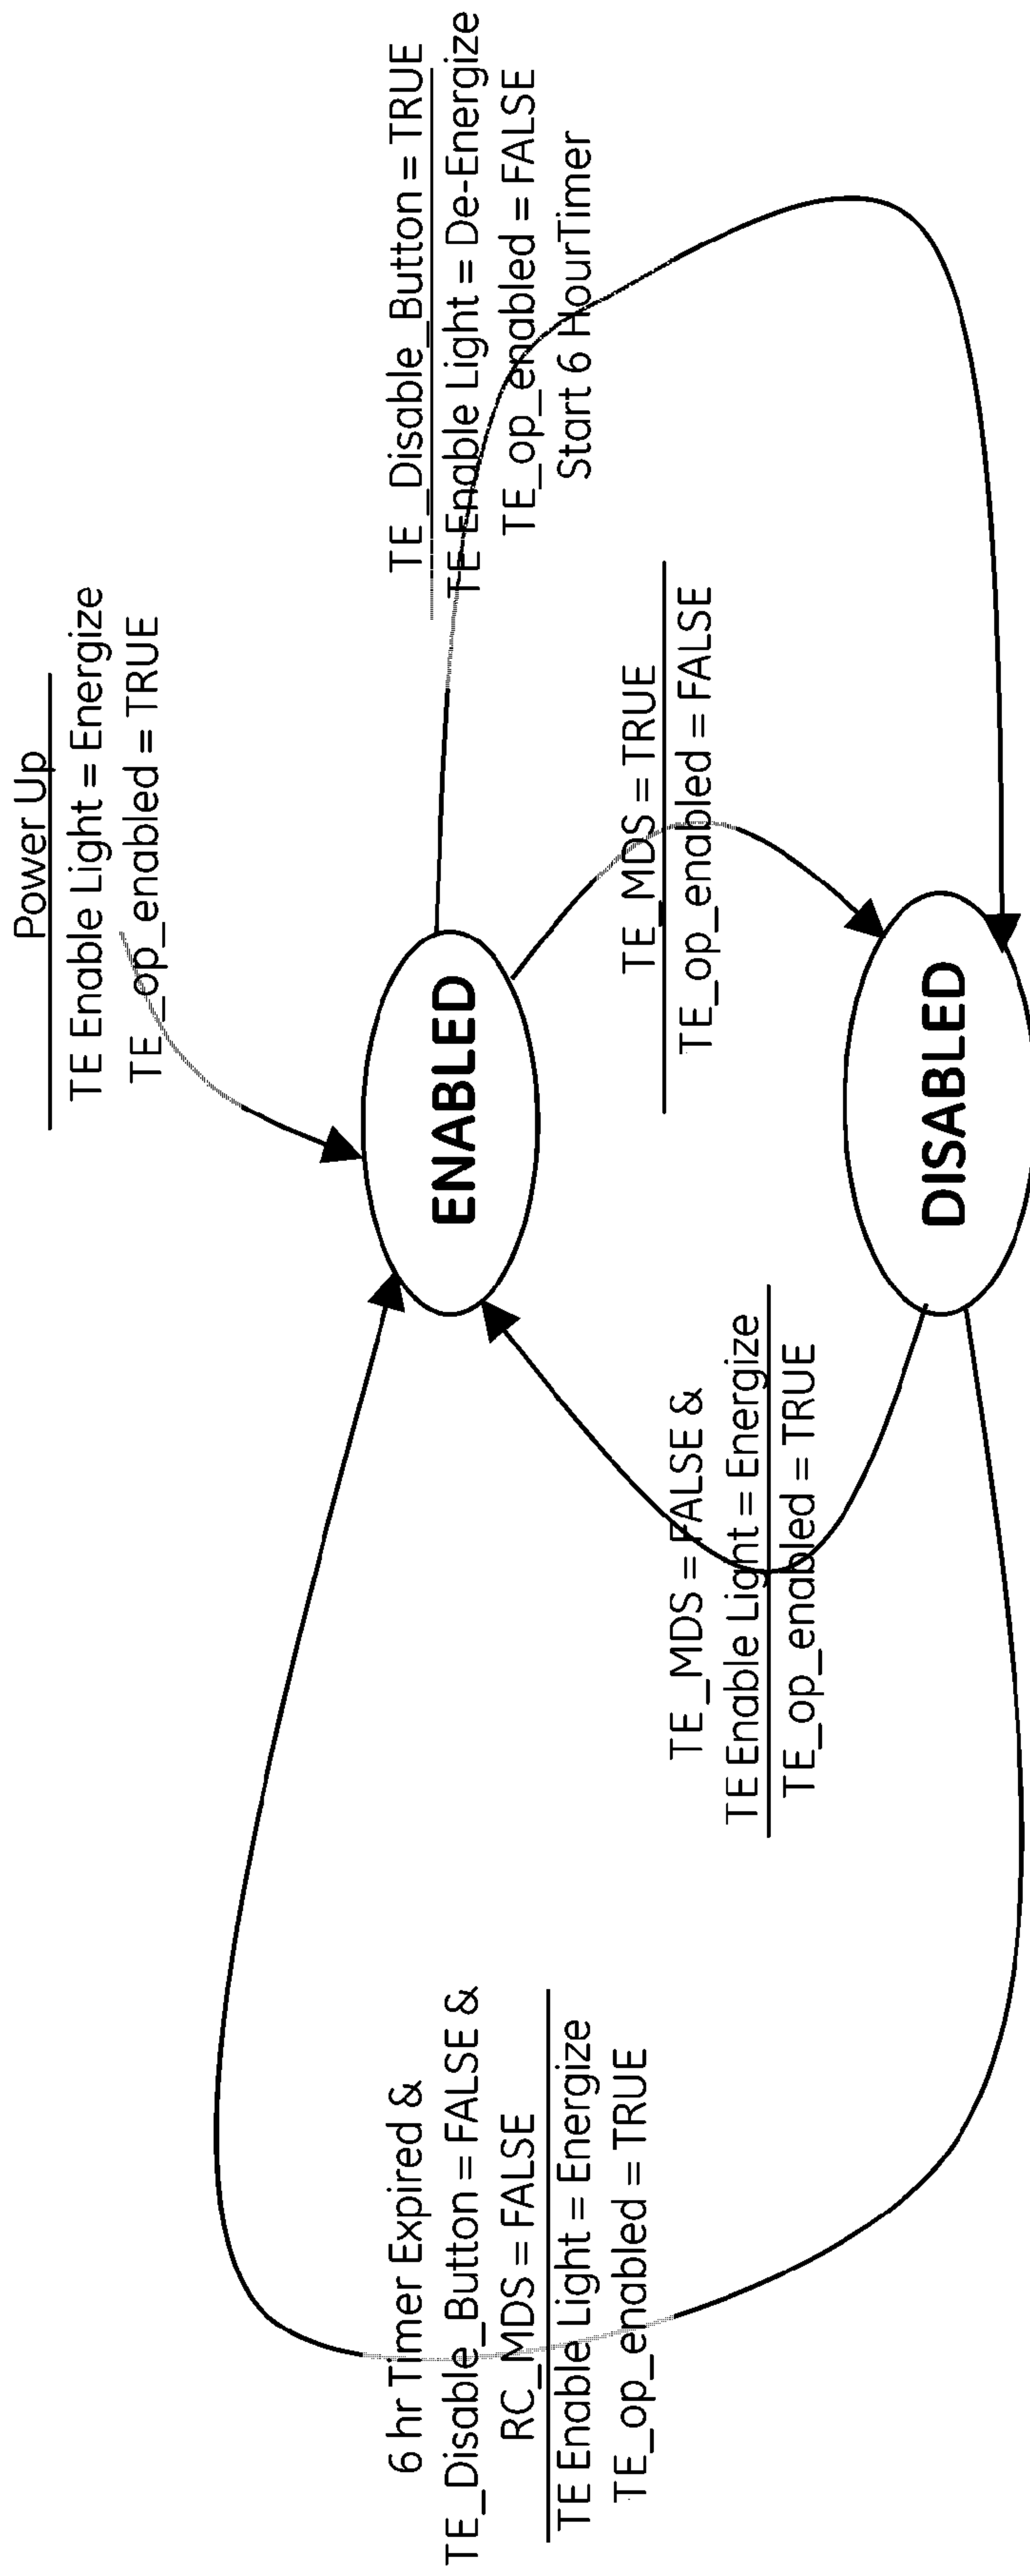 Power Up
TE Enable Light = Energize
TE_op_enabled = TRUE
TE_Disable_Button = TRUE
TE Enable Light = De-Energize
TE_op_enabled = FALSE
Start 6 HourTimer
ENABLED
TE_MDS = TRUE
TE_op_enabled = FALSE
6 hr Timer Expired &
TE_Disable_Button = FALSE &
RC_MDS = FALSE
TE Enable Light = Energize
TE_op_enabled = TRUE
TE_MDS = FALSE &
TE Enable Light = Energize
TE_op_enabled = TRUE
DISABLED